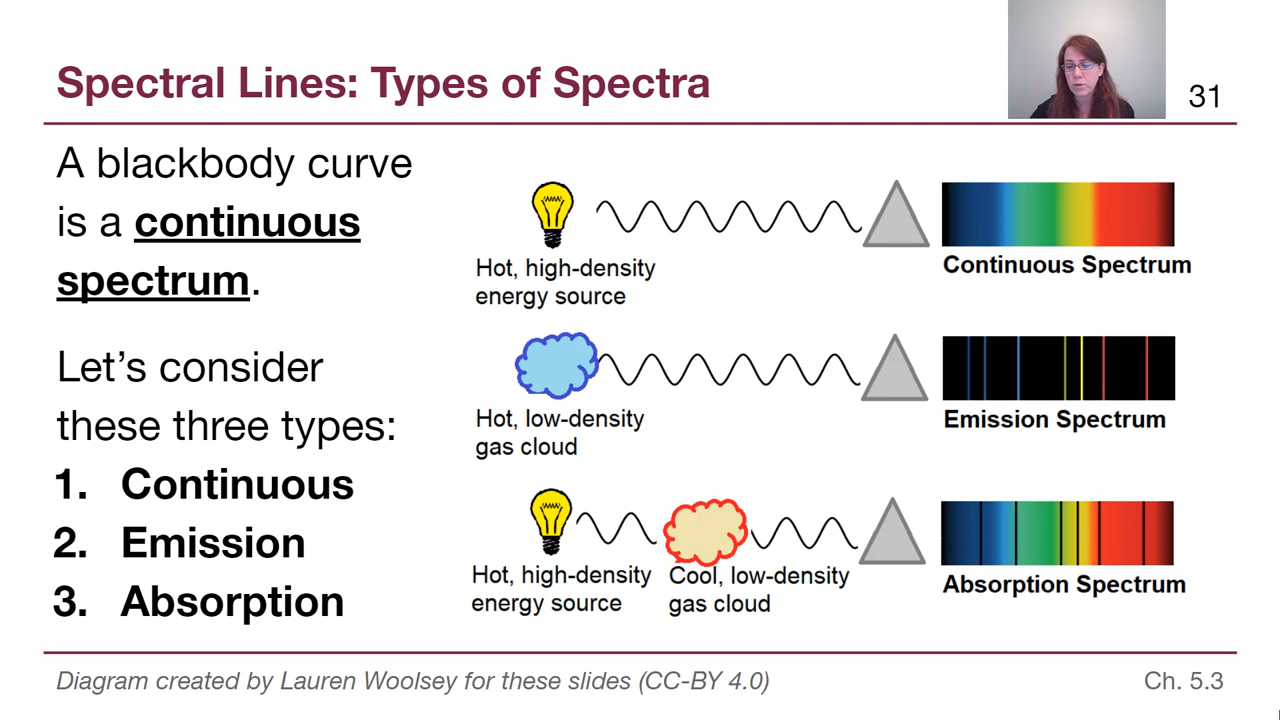 Spectral Lines: Types of Spectra
31
A blackbody curve
is a continuous
spectrum.
Let’s consider
these three types:
1. Continuous
2. Emission
3. Absorption
Hot, high-density
energy source
Continuous Spectrum
Hot, low-density
gas cloud
Emission Spectrum
Hot, high-density
energy source
Cool, low-density
gas cloud
Absorption Spectrum
Diagram created by Lauren Woolsey for these slides (CC-BY 4.0)
Ch. 5.3